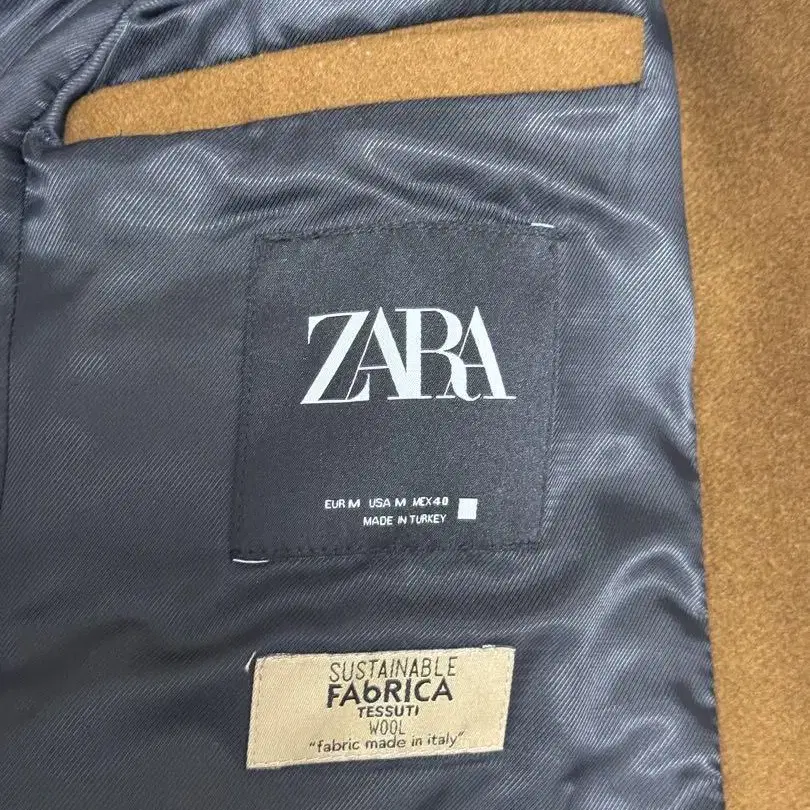 ZARA
EUR M USA M MEX 40
MADE IN TURKEY
SUSTAINABLE
FAbRICA
TESSUTI
WOOL
"fabric made in italy"